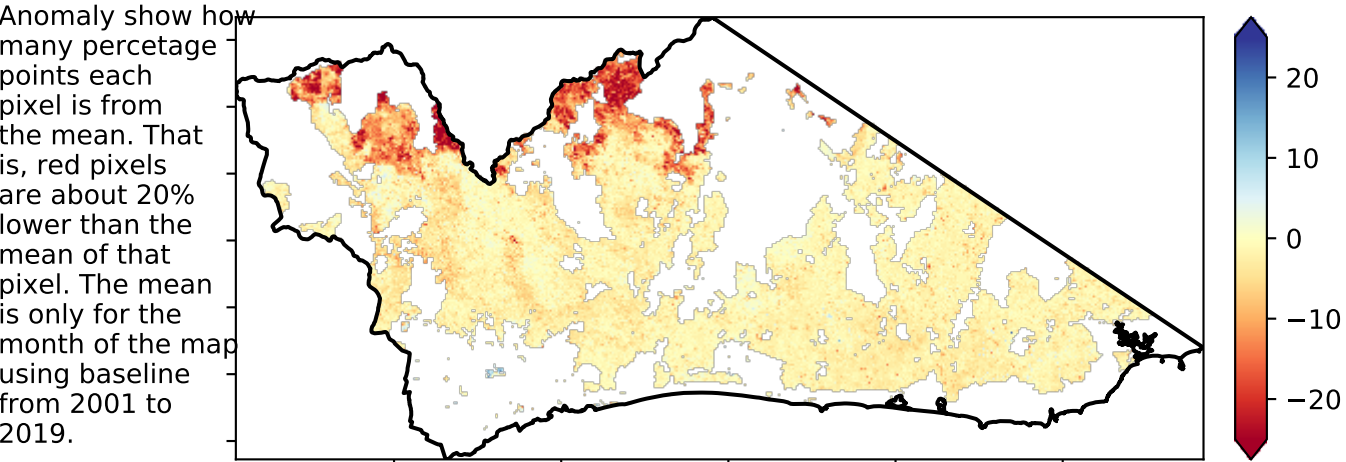 Anomaly show how
many percetage
points each
pixel is from
the mean. That
is, red pixels
are about 20%
lower than the
mean of that
pixel. The mean
is only for the
month of the map
using baseline
from 2001 to
2019.
20
10
0
−10
−20